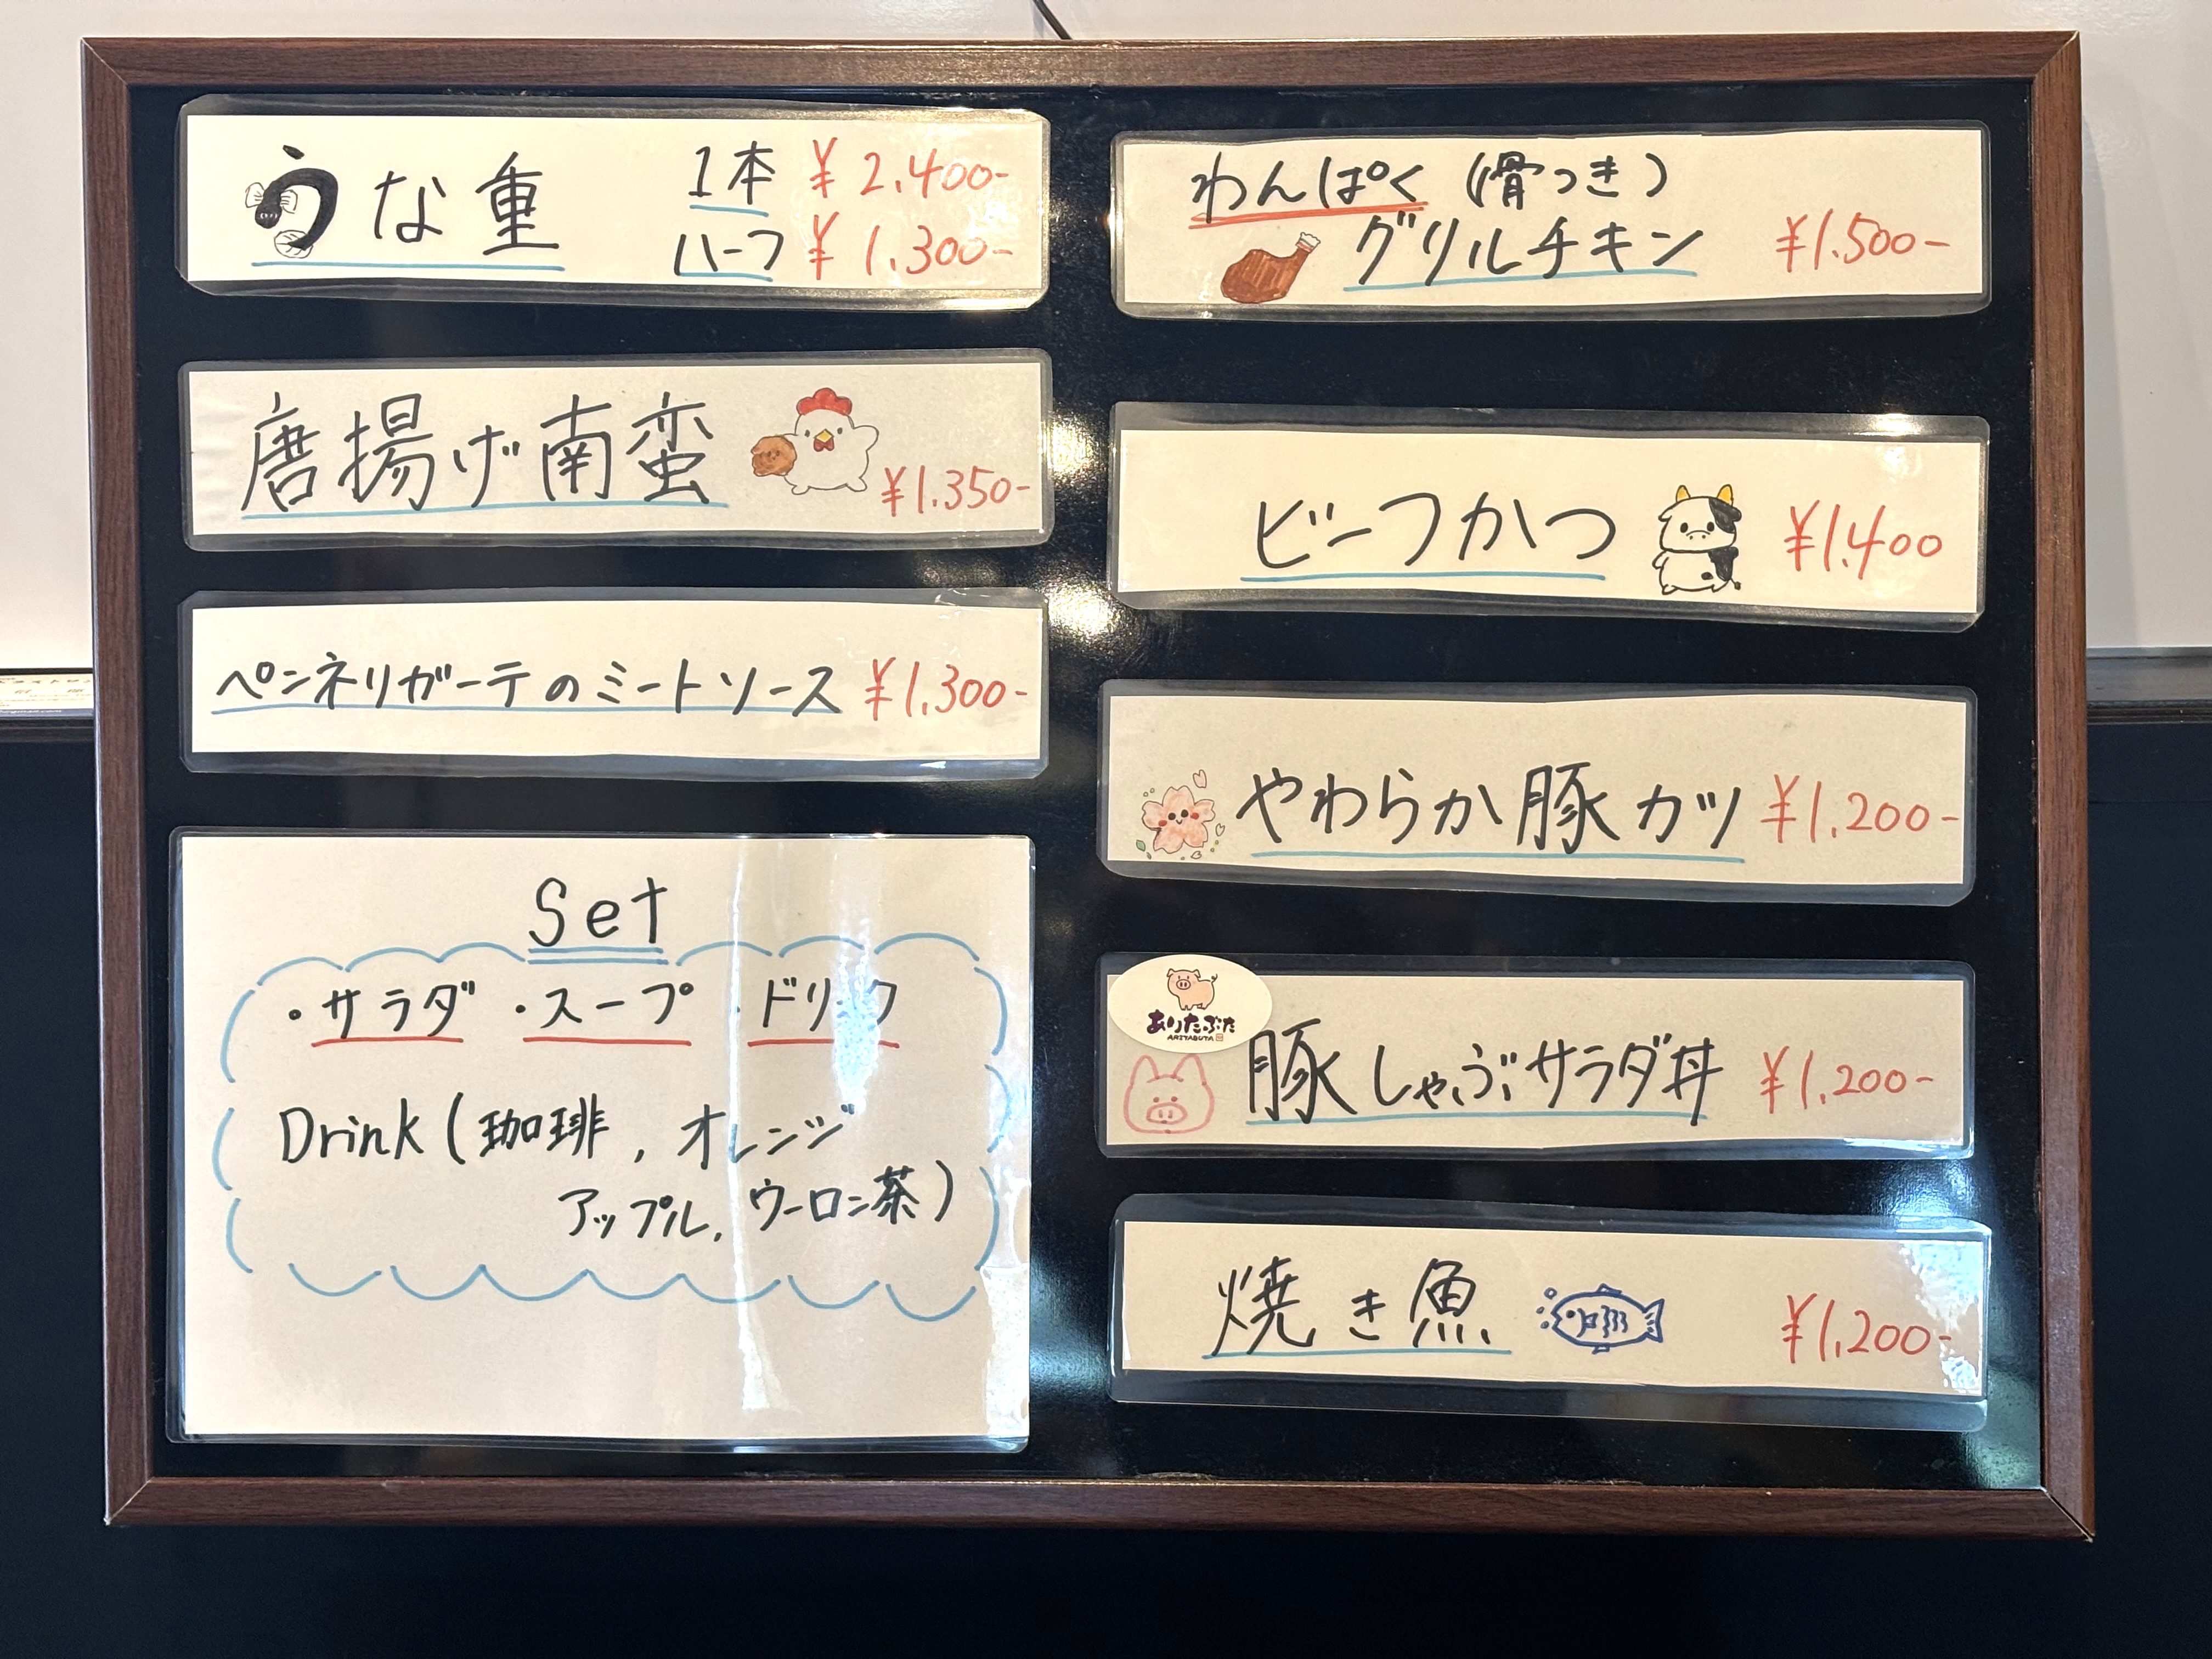 うな重 1本 ¥2,400-
ハーフ ¥1,300-
唐揚げ南蛮 ¥1.350-
ペンネリガーテのミートソース ¥1,300-
Set
・サラダ ・スープ ・ドリンク
Drink (珈琲, オレンジ
アップル, ウーロン茶)
わんぱく (骨つき)
グリルチキン ¥1.500-
ビーフかつ ¥1.400
やわらか豚カツ ¥1.200-
ありたぶた
ARITABUTA
豚しゃぶサラダ丼 ¥1,200-
焼き魚 ¥1,200-